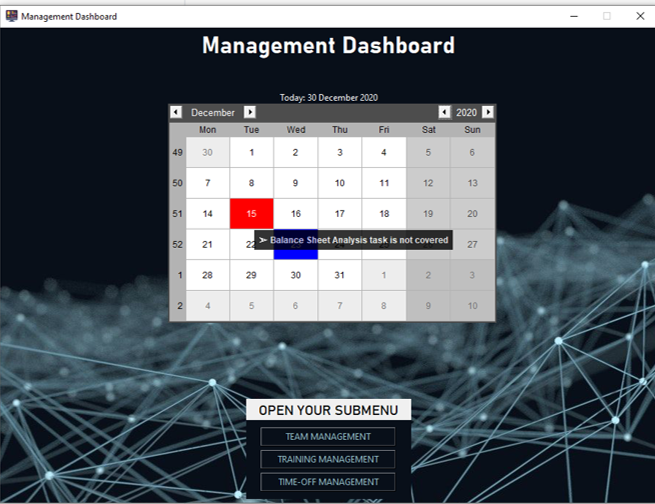 Management Dashboard
Management Dashboard
Today: 30 December 2020
December 2020
Mon Tue Wed Thu Fri Sat Sun
49 30 1 2 3 4 5 6
50 7 8 9 10 11 12 13
51 14 15 16 17 18 19 20
➢ Balance Sheet Analysis task is not covered
52 21 22 27
1 28 29 30 31 1 2 3
2 4 5 6 7 8 9 10
OPEN YOUR SUBMENU
TEAM MANAGEMENT
TRAINING MANAGEMENT
TIME-OFF MANAGEMENT